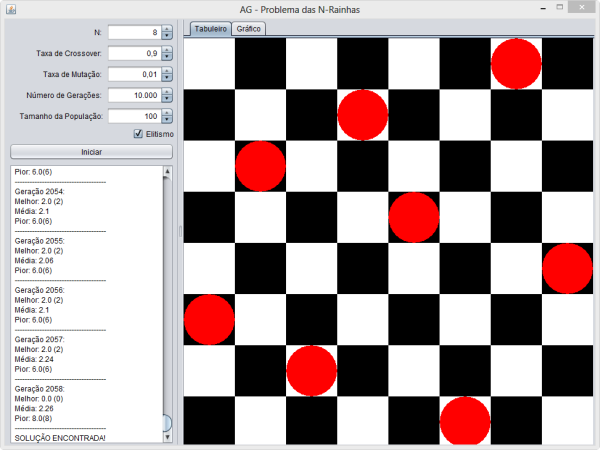 AG - Problema das N-Rainhas
N: 8
Taxa de Crossover: 0,9
Taxa de Mutação: 0,01
Número de Gerações: 10.000
Tamanho da População: 100
Elitismo
Iniciar
Pior: 6.0(6)
----------------------------------------
Geração 2054:
Melhor: 2.0 (2)
Média: 2.1
Pior: 6.0(6)
----------------------------------------
Geração 2055:
Melhor: 2.0 (2)
Média: 2.06
Pior: 6.0(6)
----------------------------------------
Geração 2056:
Melhor: 2.0 (2)
Média: 2.1
Pior: 6.0(6)
----------------------------------------
Geração 2057:
Melhor: 2.0 (2)
Média: 2.24
Pior: 6.0(6)
----------------------------------------
Geração 2058:
Melhor: 0.0 (0)
Média: 2.26
Pior: 8.0(8)
----------------------------------------
SOLUÇÃO ENCONTRADA!
Tabuleiro Gráfico